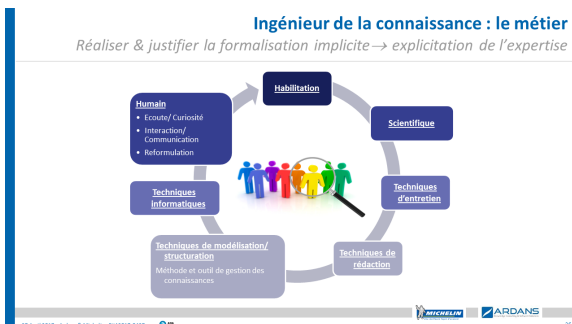 Ingénieur de la connaissance : le métier
Réaliser & justifier la formalisation implicite→ explicitation de l'expertise
Habilitation
Humain
• Ecoute/ Curiosité
• Interaction/
Communication
• Reformulation
Scientifique
Techniques
informatiques
Techniques
d'entretien
Techniques de modélisation/
structuration
Méthode et outil de gestion des
connaissances
Techniques de
rédaction
MICHELIN
ARDANS